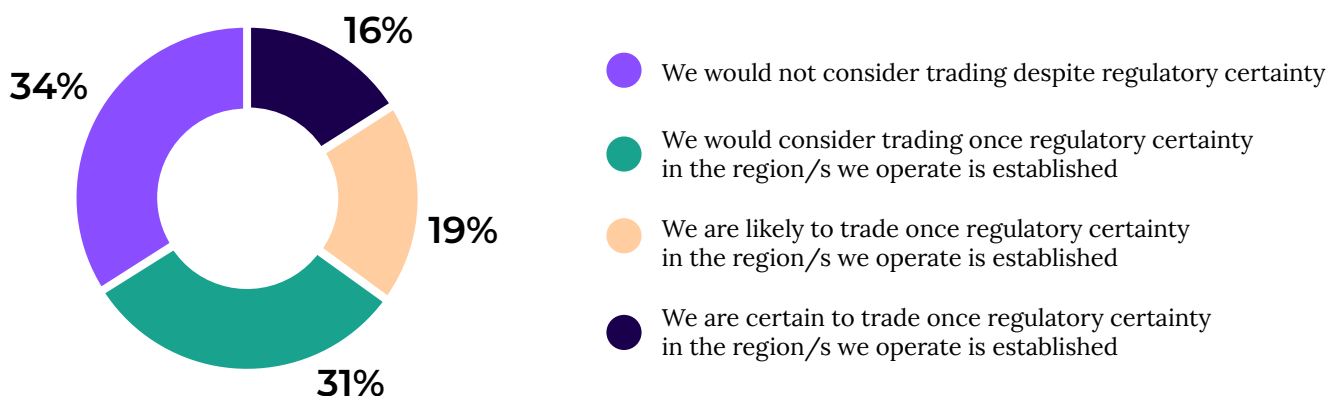 16%
34%
19%
31%
We would not consider trading despite regulatory certainty
We would consider trading once regulatory certainty
in the region/s we operate is established
We are likely to trade once regulatory certainty
in the region/s we operate is established
We are certain to trade once regulatory certainty
in the region/s we operate is established